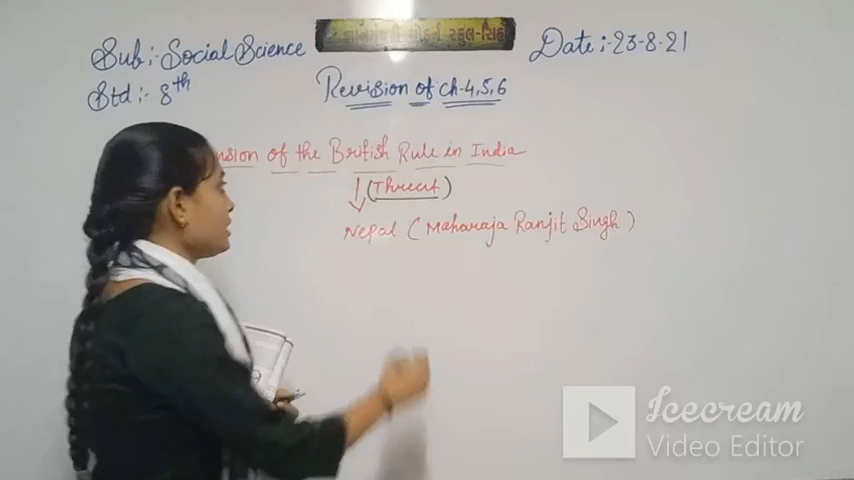 Sub:- Social Science
Std:- 8th
મોડર્ન સ્કુલ-સિહોર
Date:-23-8-21
Revision of ch-4,5,6
nsion of the British Rule in India
(Threat)
Nepal (Maharaja Ranjit Singh)
Icecream
Video Editor